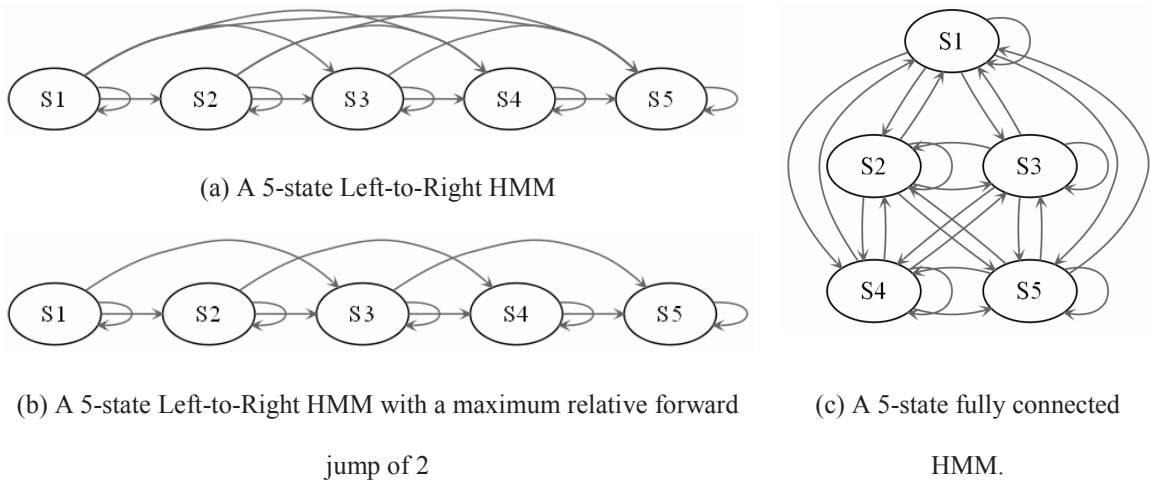 S1 S2 S3 S4 S5
(a) A 5-state Left-to-Right HMM
S1 S2 S3 S4 S5
(b) A 5-state Left-to-Right HMM with a maximum relative forward
jump of 2
S1
S2 S3
S4 S5
(c) A 5-state fully connected
HMM.